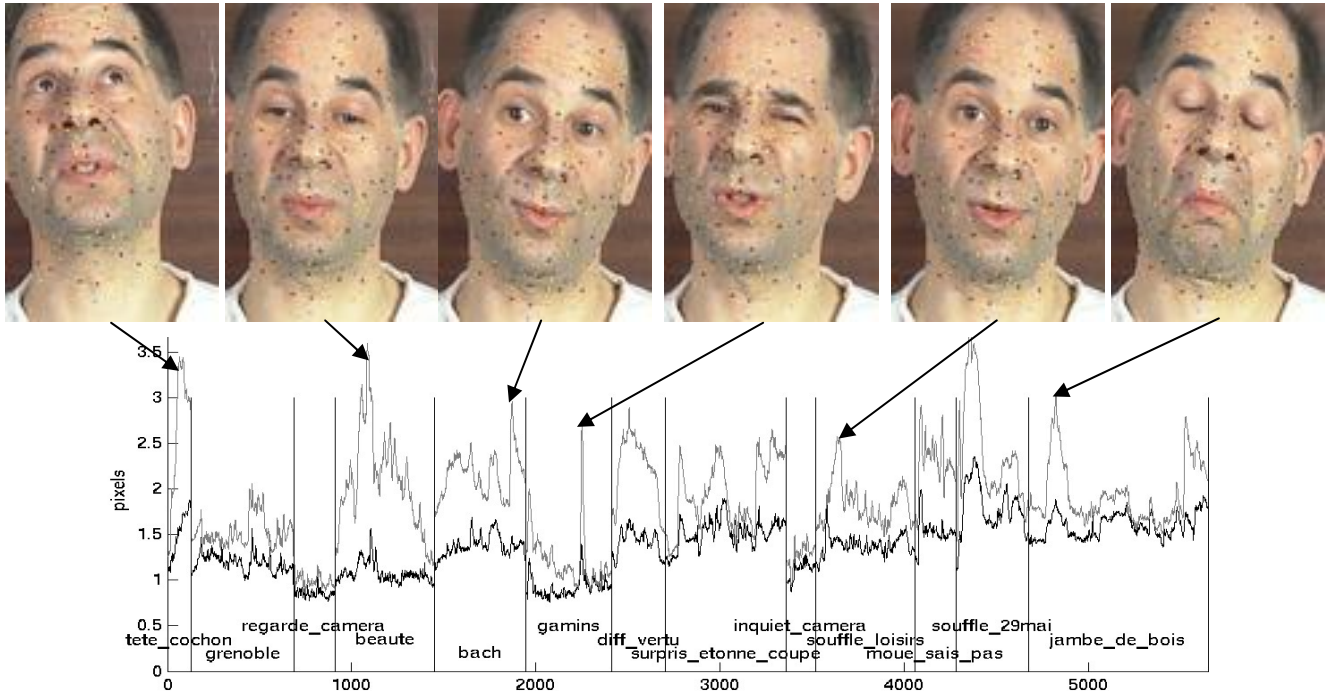 3.5
3
2.5
2
1.5
1
0.5
0
pixels
regarde_camera
gamins
inquiet_camera
souffle_29mai
tete_cochon
beaute
diff_vertu
souffle_loisirs
jambe_de_bois
grenoble
bach
surpris_etonne_coupe
moue_sais_pas
0
1000
2000
3000
4000
5000